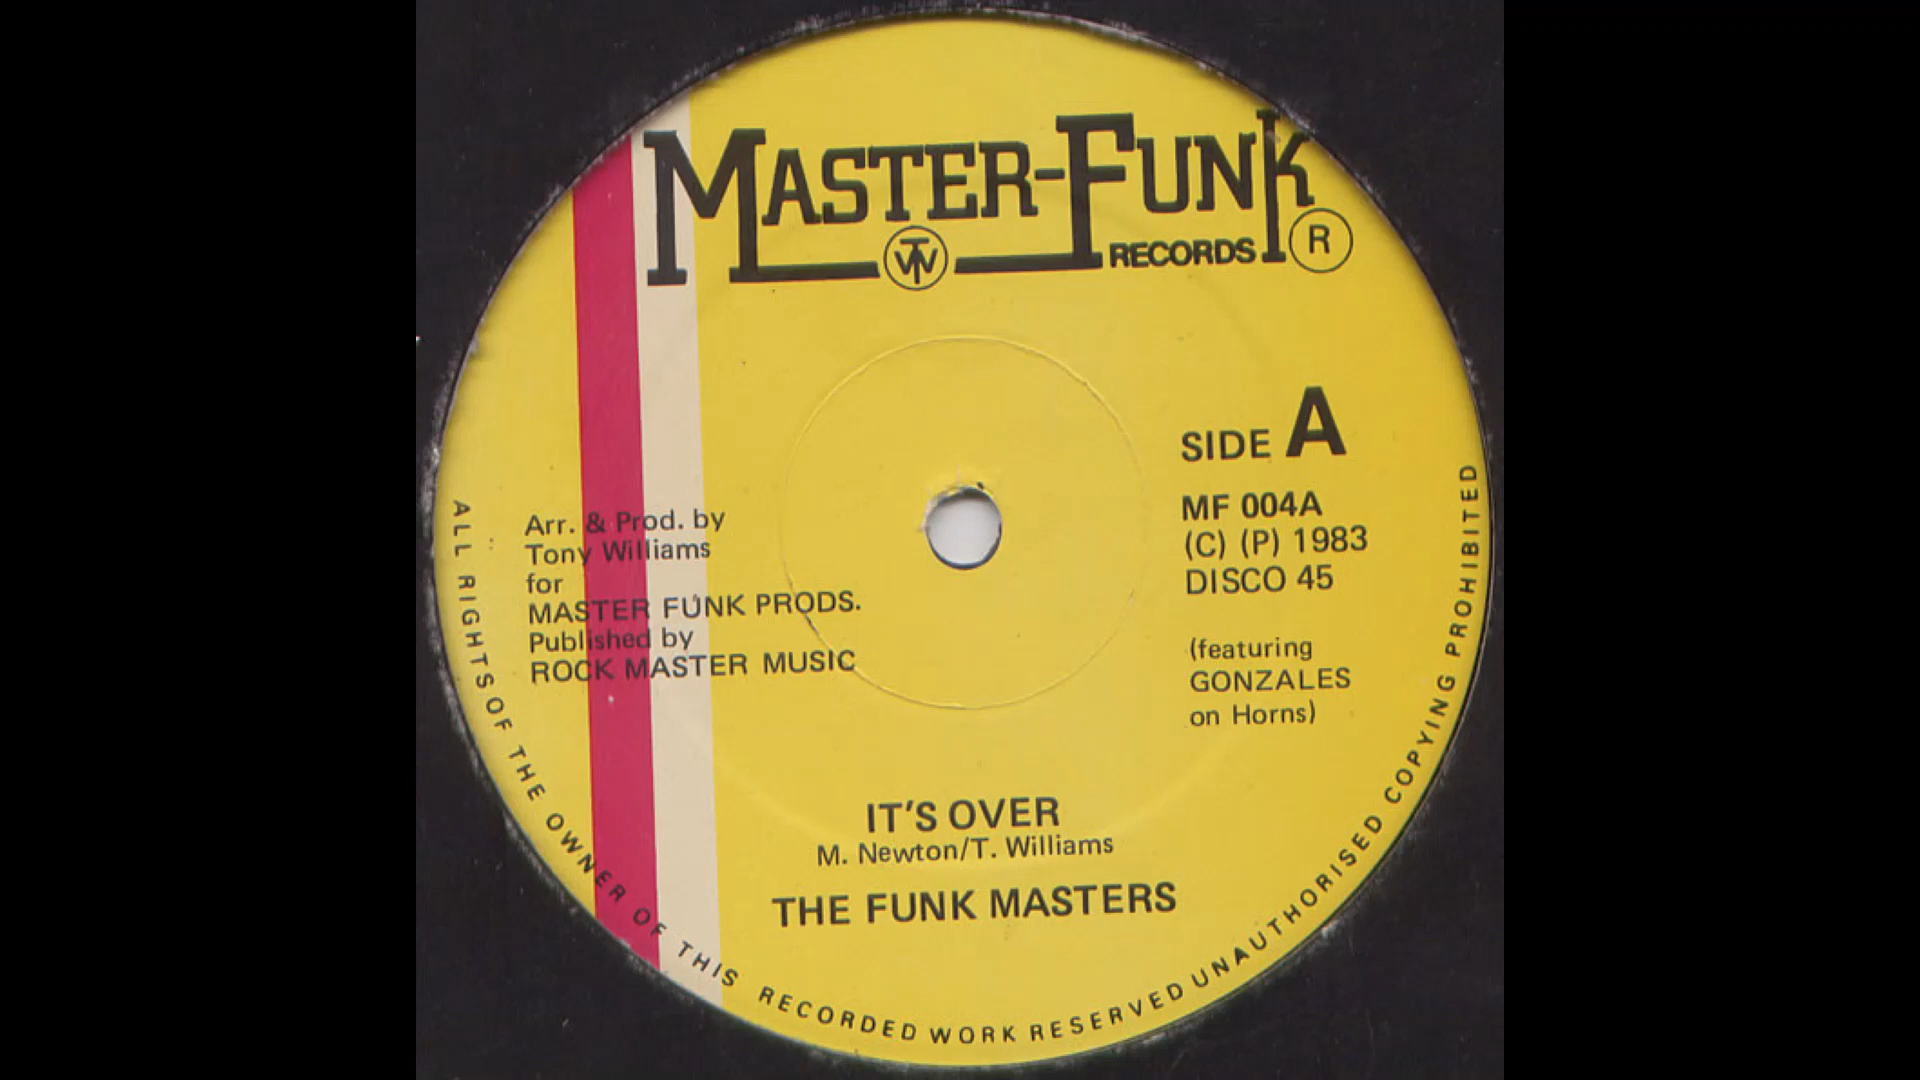 MASTER-FUNK
RECORDS
TW
R
SIDE A
MF 004A
(C) (P) 1983
DISCO 45
(featuring
GONZALES
on Horns)
Arr. & Prod. by
Tony Williams
for
MASTER FUNK PRODS.
Published by
ROCK MASTER MUSIC
IT'S OVER
M. Newton/T. Williams
THE FUNK MASTERS
ALL RIGHTS OF THE OWNER OF THIS RECORDED WORK RESERVED UNAUTHORISED COPYING PROHIBITED